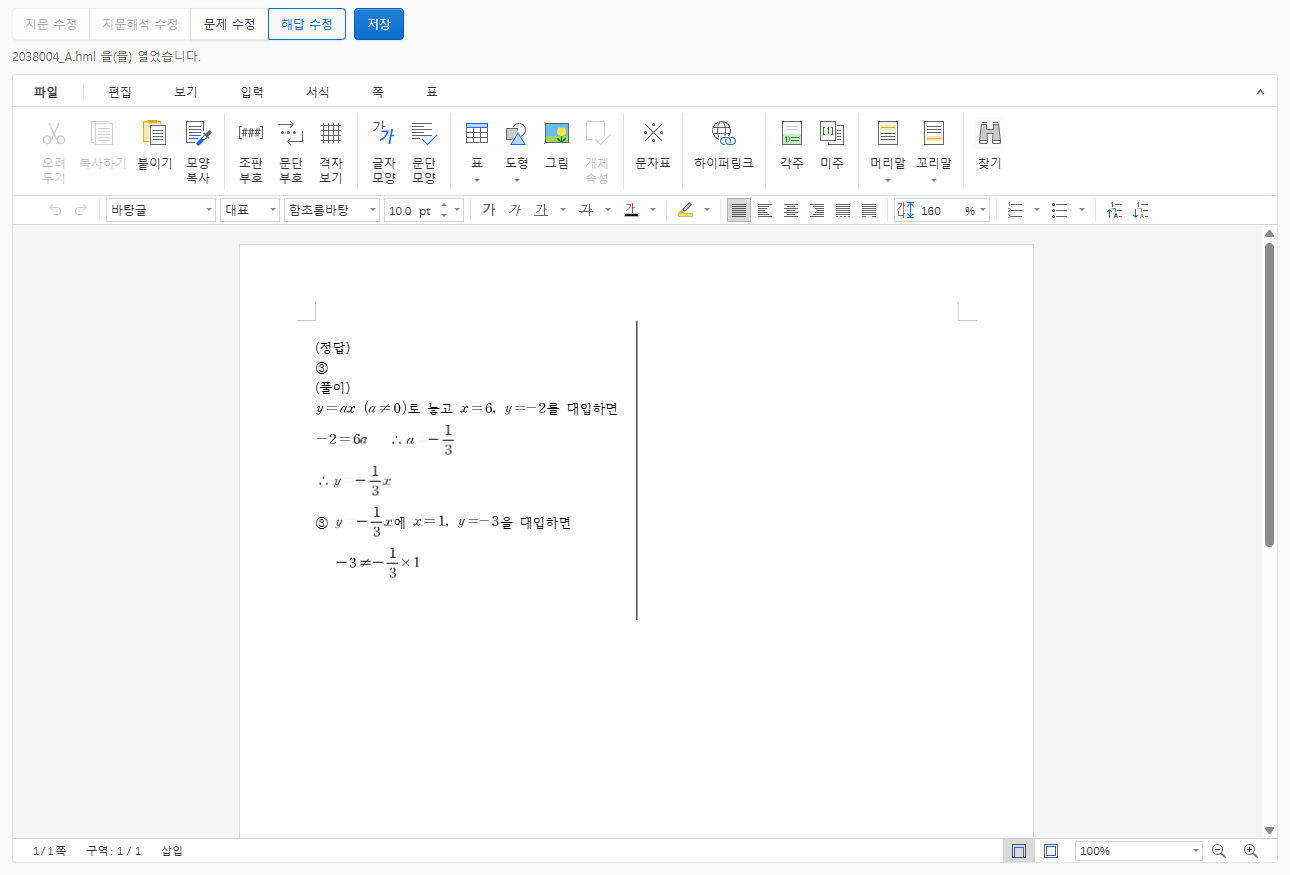 지문 수정 지문해석 수정 문제 수정 해답 수정 저장
2038004_A.hml 을(를) 열었습니다.
파일 편집 보기 입력 서식 쪽 표
오려두기 복사하기 붙이기 모양복사 조판부호 문단부호 격자보기 글자모양 문단모양 표 도형 그림 개체속성 문자표 하이퍼링크 각주 미주 머리말 꼬리말 찾기
바탕글 대표 함초롬바탕 10.0 pt 가 가 가 가 가 160 %
(정답)
③
(풀이)
y=ax (a≠0)로 놓고 x=6, y=-2를 대입하면
-2=6a ∴ a -1/3
∴ y -1/3x
③ y -1/3x에 x=1, y=-3을 대입하면
-3≠-1/3×1
1/1쪽 구역: 1 / 1 삽입 100%